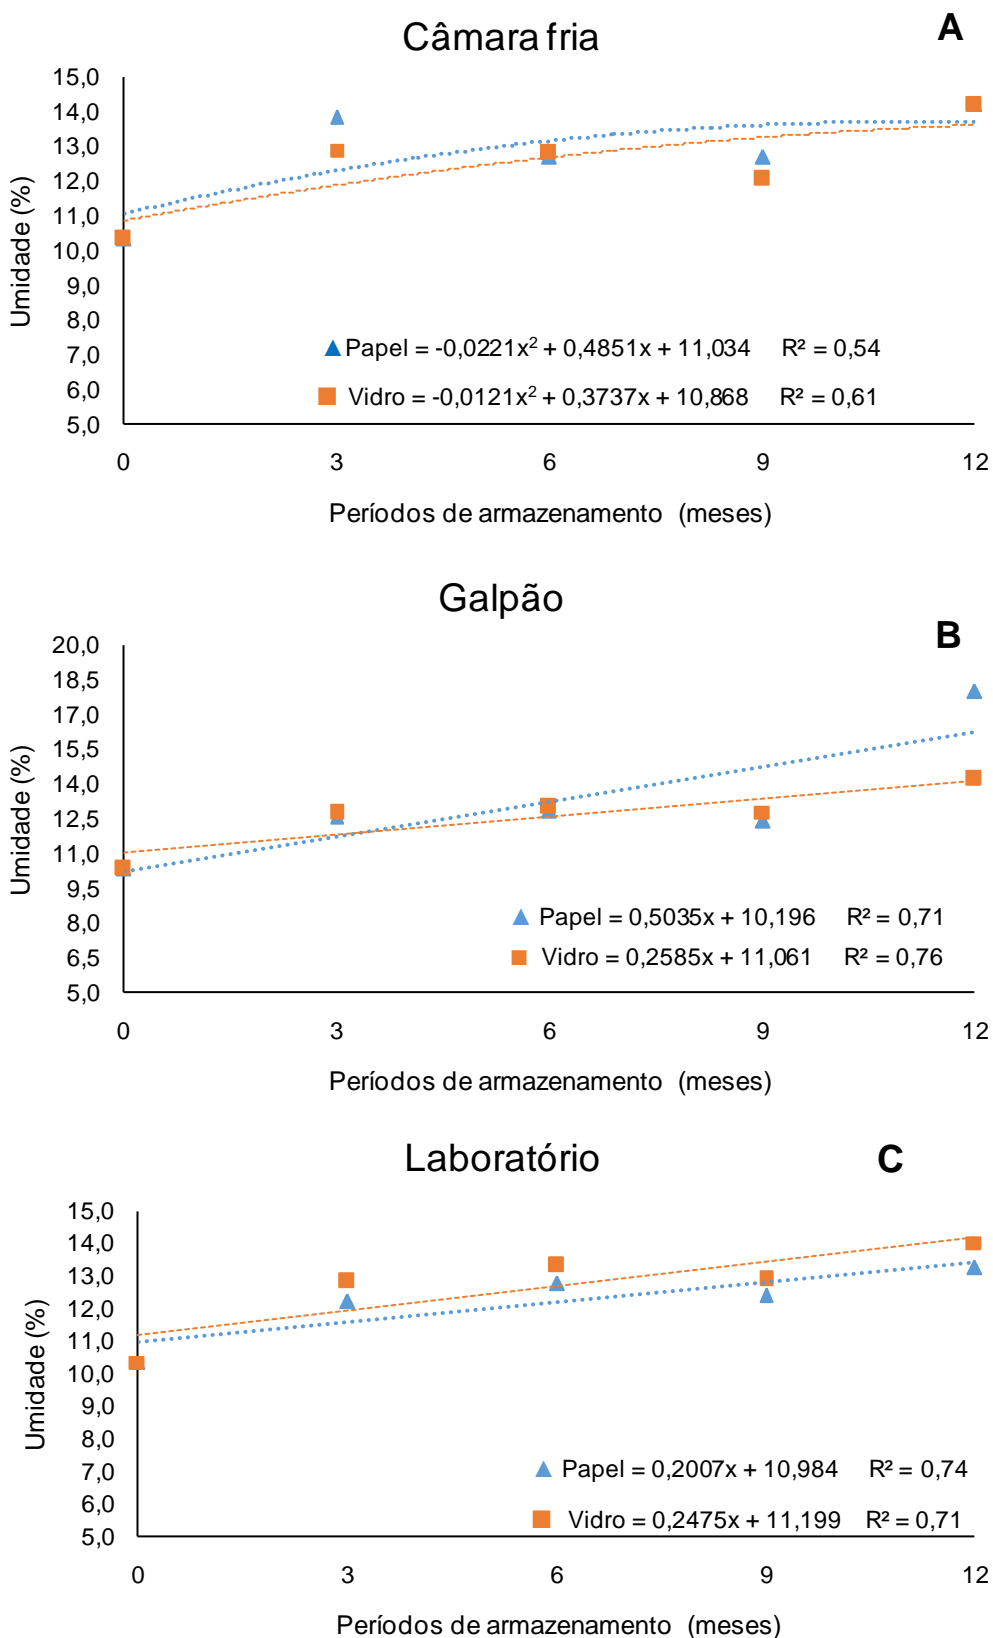 Câmara fria
A
15,0
14,0
13,0
12,0
11,0
10,0
9,0
8,0
7,0
6,0
5,0
Umidade (%)
Papel = -0,0221x² + 0,4851x + 11,034 R² = 0,54
Vidro = -0,0121x² + 0,3737x + 10,868 R² = 0,61
0 3 6 9 12
Períodos de armazenamento (meses)
Galpão
B
20,0
18,5
17,0
15,5
14,0
12,5
11,0
9,5
8,0
6,5
5,0
Umidade (%)
Papel = 0,5035x + 10,196 R² = 0,71
Vidro = 0,2585x + 11,061 R² = 0,76
0 3 6 9 12
Períodos de armazenamento (meses)
Laboratório
C
15,0
14,0
13,0
12,0
11,0
10,0
9,0
8,0
7,0
6,0
5,0
Umidade (%)
Papel = 0,2007x + 10,984 R² = 0,74
Vidro = 0,2475x + 11,199 R² = 0,71
0 3 6 9 12
Períodos de armazenamento (meses)